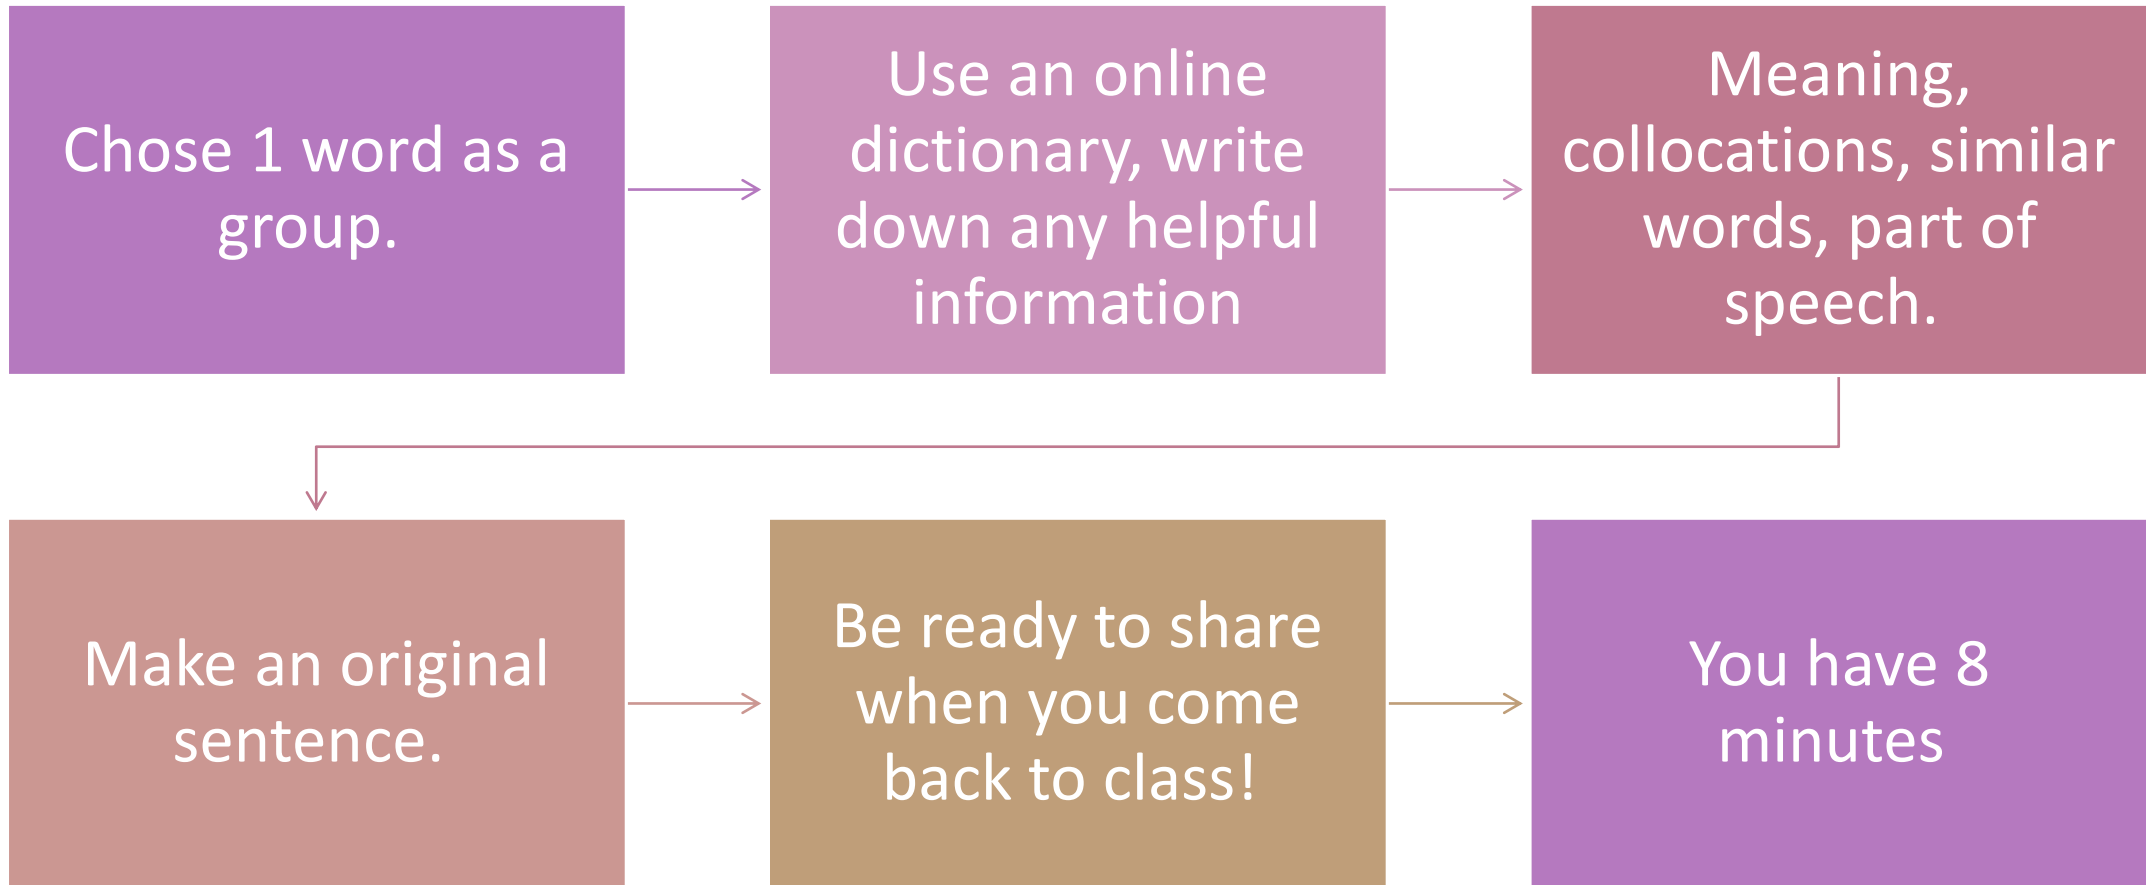 Chose 1 word as a
group.
Use an online
dictionary, write
down any helpful
information
Meaning,
collocations, similar
words, part of
speech.
Make an original
sentence.
Be ready to share
when you come
back to class!
You have 8
minutes